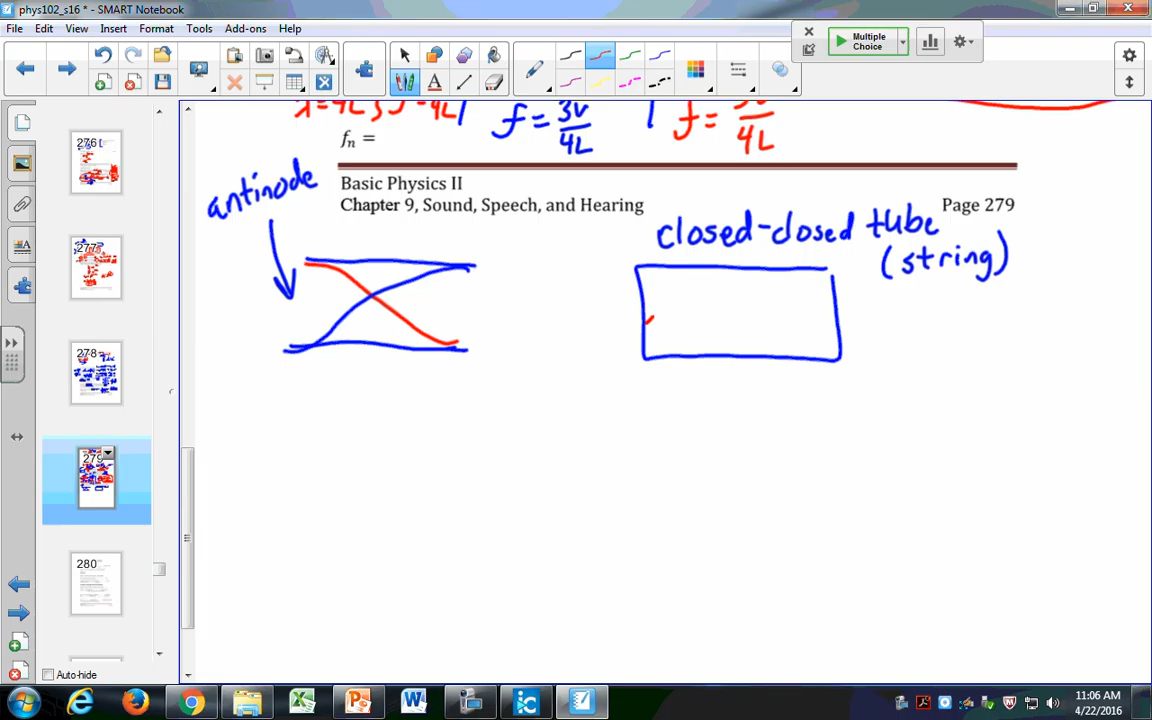 phys102_s16 * - SMART Notebook
File Edit View Insert Format Tools Add-ons Help
Multiple Choice
276
277
278
279
280
Auto-hide
λ = 4L
4L
f = 3v/4L
f = /4L
fn =
Basic Physics II
Chapter 9, Sound, Speech, and Hearing
Page 279
antinode
closed-closed tube
(string)
11:06 AM
4/22/2016